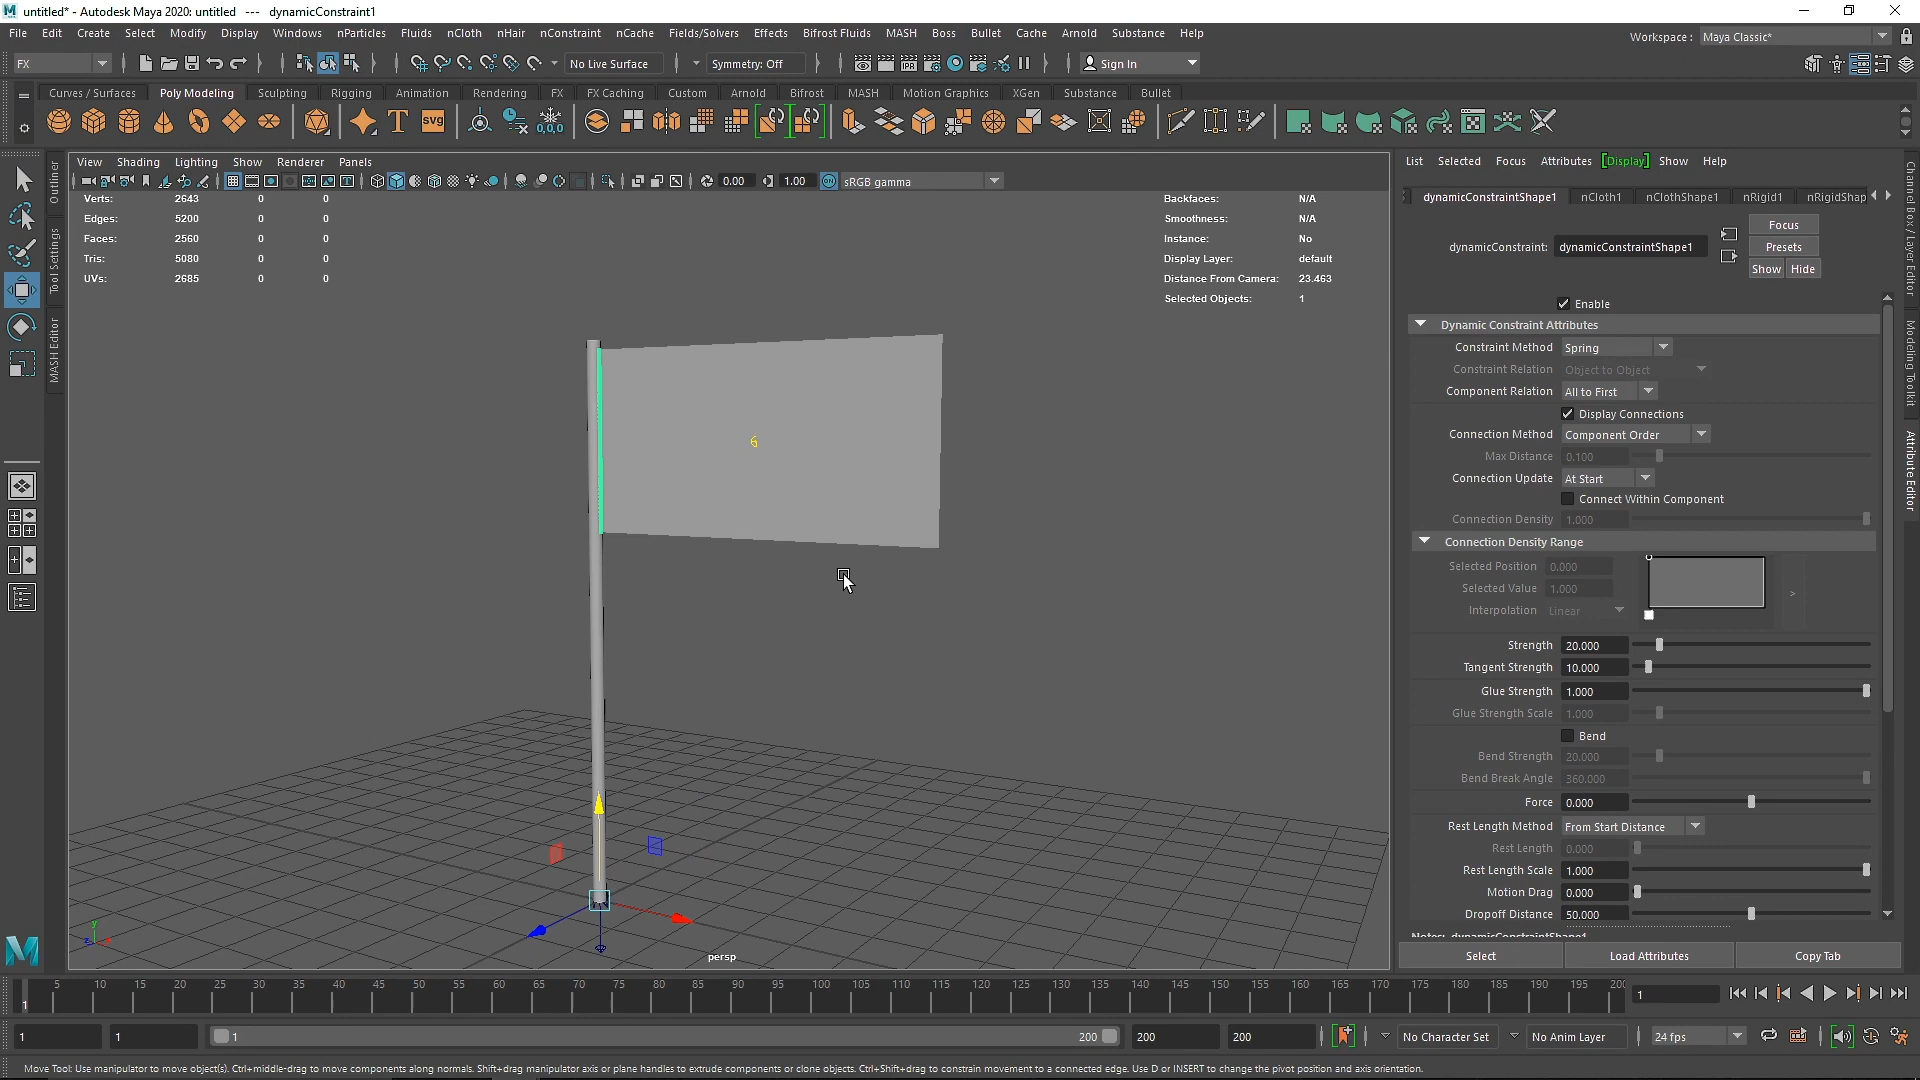 untitled* - Autodesk Maya 2020: untitled --- dynamicConstraint1
File Edit Create Select Modify Display Windows nParticles Fluids nCloth nHair nConstraint nCache Fields/Solvers Effects Bifrost Fluids MASH Boss Bullet Cache Arnold Substance Help
Workspace : Maya Classic*
FX No Live Surface Symmetry: Off Sign In
Curves / Surfaces Poly Modeling Sculpting Rigging Animation Rendering FX FX Caching Custom Arnold Bifrost MASH Motion Graphics XGen Substance Bullet
T SVG 0,0,0
View Shading Lighting Show Renderer Panels
0.00 1.00 ON sRGB gamma
Outliner
Tool Settings
MASH Editor
Verts: 2643 0 0
Edges: 5200 0 0
Faces: 2560 0 0
Tris: 5080 0 0
UVs: 2685 0 0
Backfaces: N/A
Smoothness: N/A
Instance: No
Display Layer: default
Distance From Camera: 23.463
Selected Objects: 1
persp
List Selected Focus Attributes Display Show Help
dynamicConstraintShape1 nCloth1 nClothShape1 nRigid1 nRigidShap
dynamicConstraint: dynamicConstraintShape1
Focus
Presets
Show Hide
Enable
Dynamic Constraint Attributes
Constraint Method Spring
Constraint Relation Object to Object
Component Relation All to First
Display Connections
Connection Method Component Order
Max Distance 0.100
Connection Update At Start
Connect Within Component
Connection Density 1.000
Connection Density Range
Selected Position 0.000
Selected Value 1.000
Interpolation Linear
>
Strength 20.000
Tangent Strength 10.000
Glue Strength 1.000
Glue Strength Scale 1.000
Bend
Bend Strength 20.000
Bend Break Angle 360.000
Force 0.000
Rest Length Method From Start Distance
Rest Length 0.000
Rest Length Scale 1.000
Motion Drag 0.000
Dropoff Distance 50.000
Notes: dynamicConstraintShape1
Select Load Attributes Copy Tab
Channel Box / Layer Editor
Modeling Toolkit
Attribute Editor
5 10 15 20 25 30 35 40 45 50 55 60 65 70 75 80 85 90 95 100 105 110 115 120 125 130 135 140 145 150 155 160 165 170 175 180 185 190 195 200
1 1
1 1 1 200 200 200 No Character Set No Anim Layer 24 fps
Move Tool: Use manipulator to move object(s). Ctrl+middle-drag to move components along normals. Shift+drag manipulator axis or plane handles to extrude components or clone objects. Ctrl+Shift+drag to constrain movement to a connected edge. Use D or INSERT to change the pivot position and axis orientation.